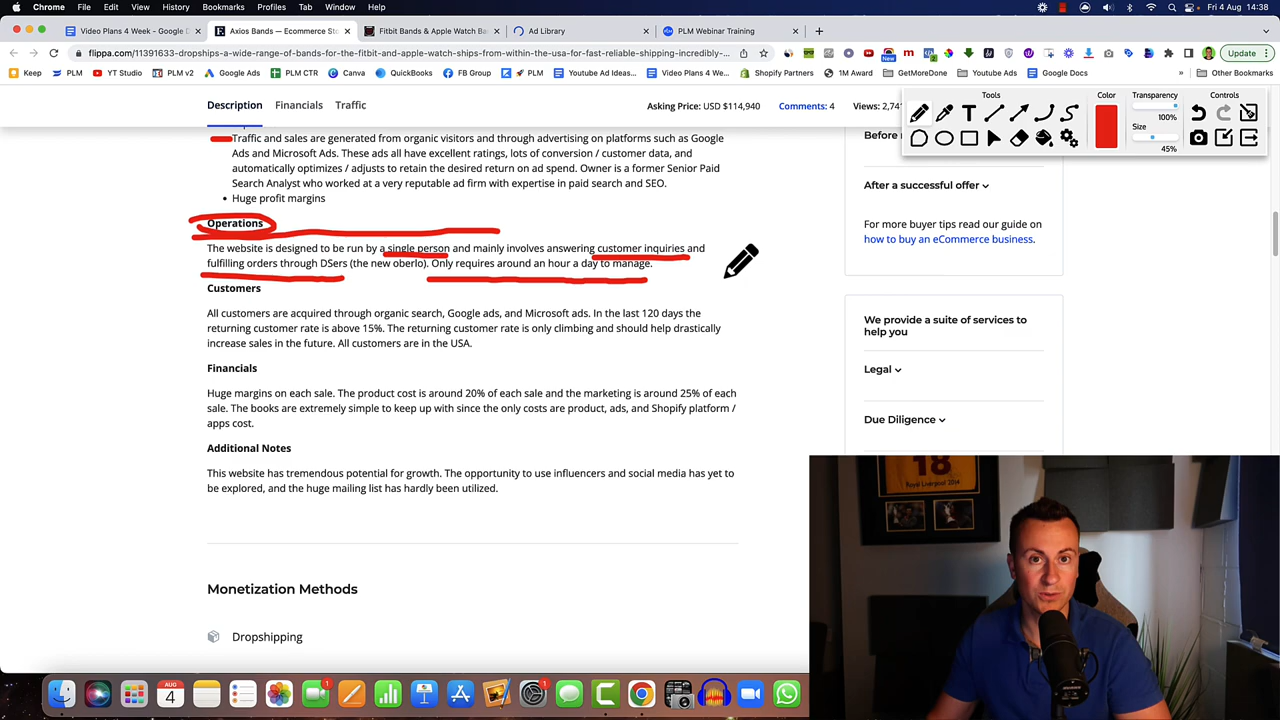 Chrome File Edit View History Bookmarks Profiles Tab Window Help Fri 4 Aug 14:38
Video Plans 4 Week - Google D Axios Bands — Ecommerce St Fitbit Bands & Apple Watch Ba Ad Library PLM Webinar Training
flippa.com/11391633-dropships-a-wide-range-of-bands-for-the-fitbit-and-apple-watch-ships-from-within-the-usa-for-fast-reliable-shipping-incredibly-... Update
Keep PLM YT Studio PLM v2 Google Ads PLM CTR Canva QuickBooks FB Group PLM Youtube Ad Ideas... Video Plans 4 We... Shopify Partners 1M Award GetMoreDone Youtube Ads Google Docs » Other Bookmarks
Description Financials Traffic Asking Price: USD $114,940 Comments: 4 Views: 2,74
Tools Color Transparency Controls
100%
Size
45%
Traffic and sales are generated from organic visitors and through advertising on platforms such as Google
Ads and Microsoft Ads. These ads all have excellent ratings, lots of conversion / customer data, and
automatically optimizes / adjusts to retain the desired return on ad spend. Owner is a former Senior Paid
Search Analyst who worked at a very reputable ad firm with expertise in paid search and SEO.
• Huge profit margins
Operations
The website is designed to be run by a single person and mainly involves answering customer inquiries and
fulfilling orders through DSers (the new oberlo). Only requires around an hour a day to manage.
Customers
All customers are acquired through organic search, Google ads, and Microsoft ads. In the last 120 days the
returning customer rate is above 15%. The returning customer rate is only climbing and should help drastically
increase sales in the future. All customers are in the USA.
Financials
Huge margins on each sale. The product cost is around 20% of each sale and the marketing is around 25% of each
sale. The books are extremely simple to keep up with since the only costs are product, ads, and Shopify platform /
apps cost.
Additional Notes
This website has tremendous potential for growth. The opportunity to use influencers and social media has yet to
be explored, and the huge mailing list has hardly been utilized.
Monetization Methods
Dropshipping
Before
After a successful offer
For more buyer tips read our guide on
how to buy an eCommerce business.
We provide a suite of services to
help you
Legal
Due Diligence
18
AUG
4
1
1